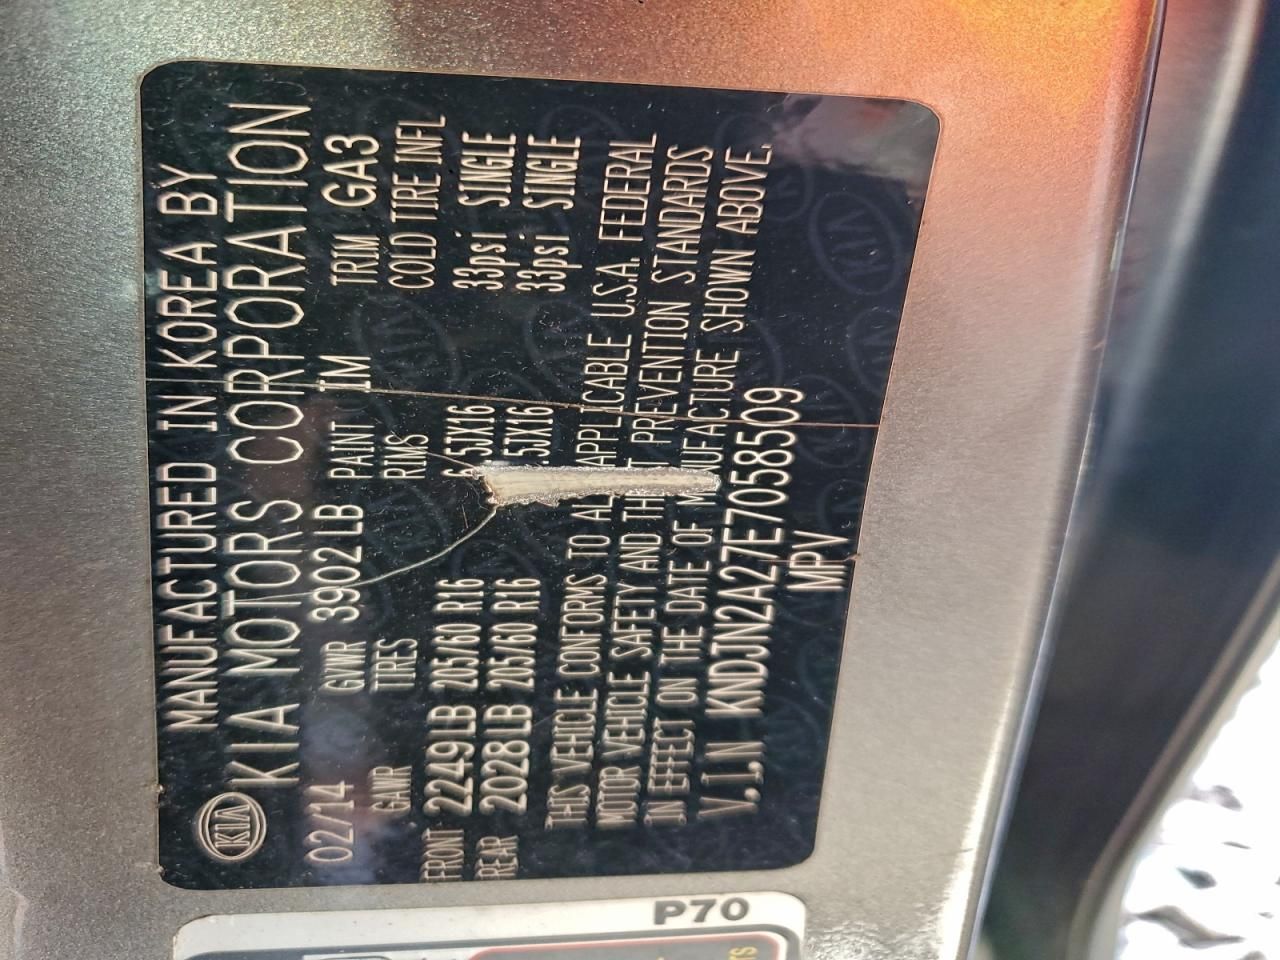 MANUFACTURED IN KOREA BY
KIA KIA MOTORS CORPORATION
02/14 GVWR 3902LB PAINT IM TRIM GA3
GAWR TIRES RIMS COLD TIRE INFL
FRONT 2249LB 205/60 R16 6.5JX16 33psi SINGLE
REAR 2028LB 205/60 R16 .5JX16 33psi SINGLE
THIS VEHICLE CONFORMS TO AL APPLICABLE U.S.A. FEDERAL
MOTOR VEHICLE SAFETY AND TH T PREVENTION STANDARDS
IN EFFECT ON THE DATE OF M NUFACTURE SHOWN ABOVE.
V.I.N KNDJN2A27E7058509
MPV
P70